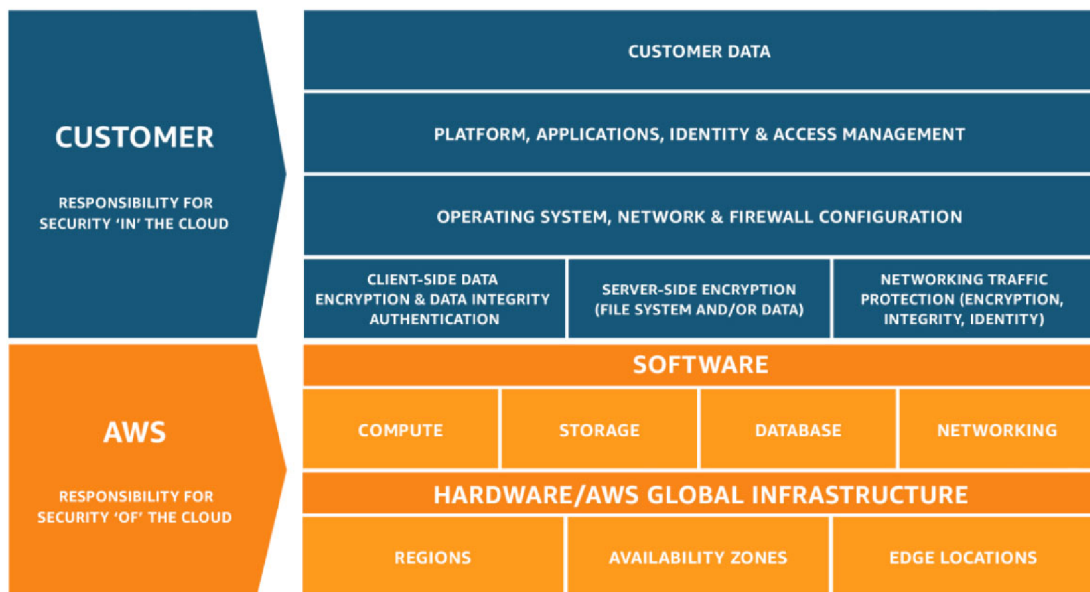 CUSTOMER
RESPONSIBILITY FOR
SECURITY ‘IN’ THE CLOUD
CUSTOMER DATA
PLATFORM, APPLICATIONS, IDENTITY & ACCESS MANAGEMENT
OPERATING SYSTEM, NETWORK & FIREWALL CONFIGURATION
CLIENT-SIDE DATA
ENCRYPTION & DATA INTEGRITY
AUTHENTICATION
SERVER-SIDE ENCRYPTION
(FILE SYSTEM AND/OR DATA)
NETWORKING TRAFFIC
PROTECTION (ENCRYPTION,
INTEGRITY, IDENTITY)
AWS
RESPONSIBILITY FOR
SECURITY ‘OF’ THE CLOUD
SOFTWARE
COMPUTE
STORAGE
DATABASE
NETWORKING
HARDWARE/AWS GLOBAL INFRASTRUCTURE
REGIONS
AVAILABILITY ZONES
EDGE LOCATIONS